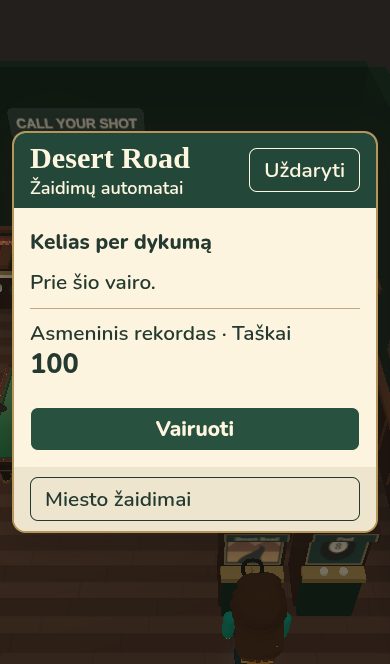 CALL YOUR SHOT
Desert Road
Žaidimų automatai
Uždaryti
Kelias per dykumą
Prie šio vairo.
Asmeninis rekordas · Taškai
100
Vairuoti
Miesto žaidimai